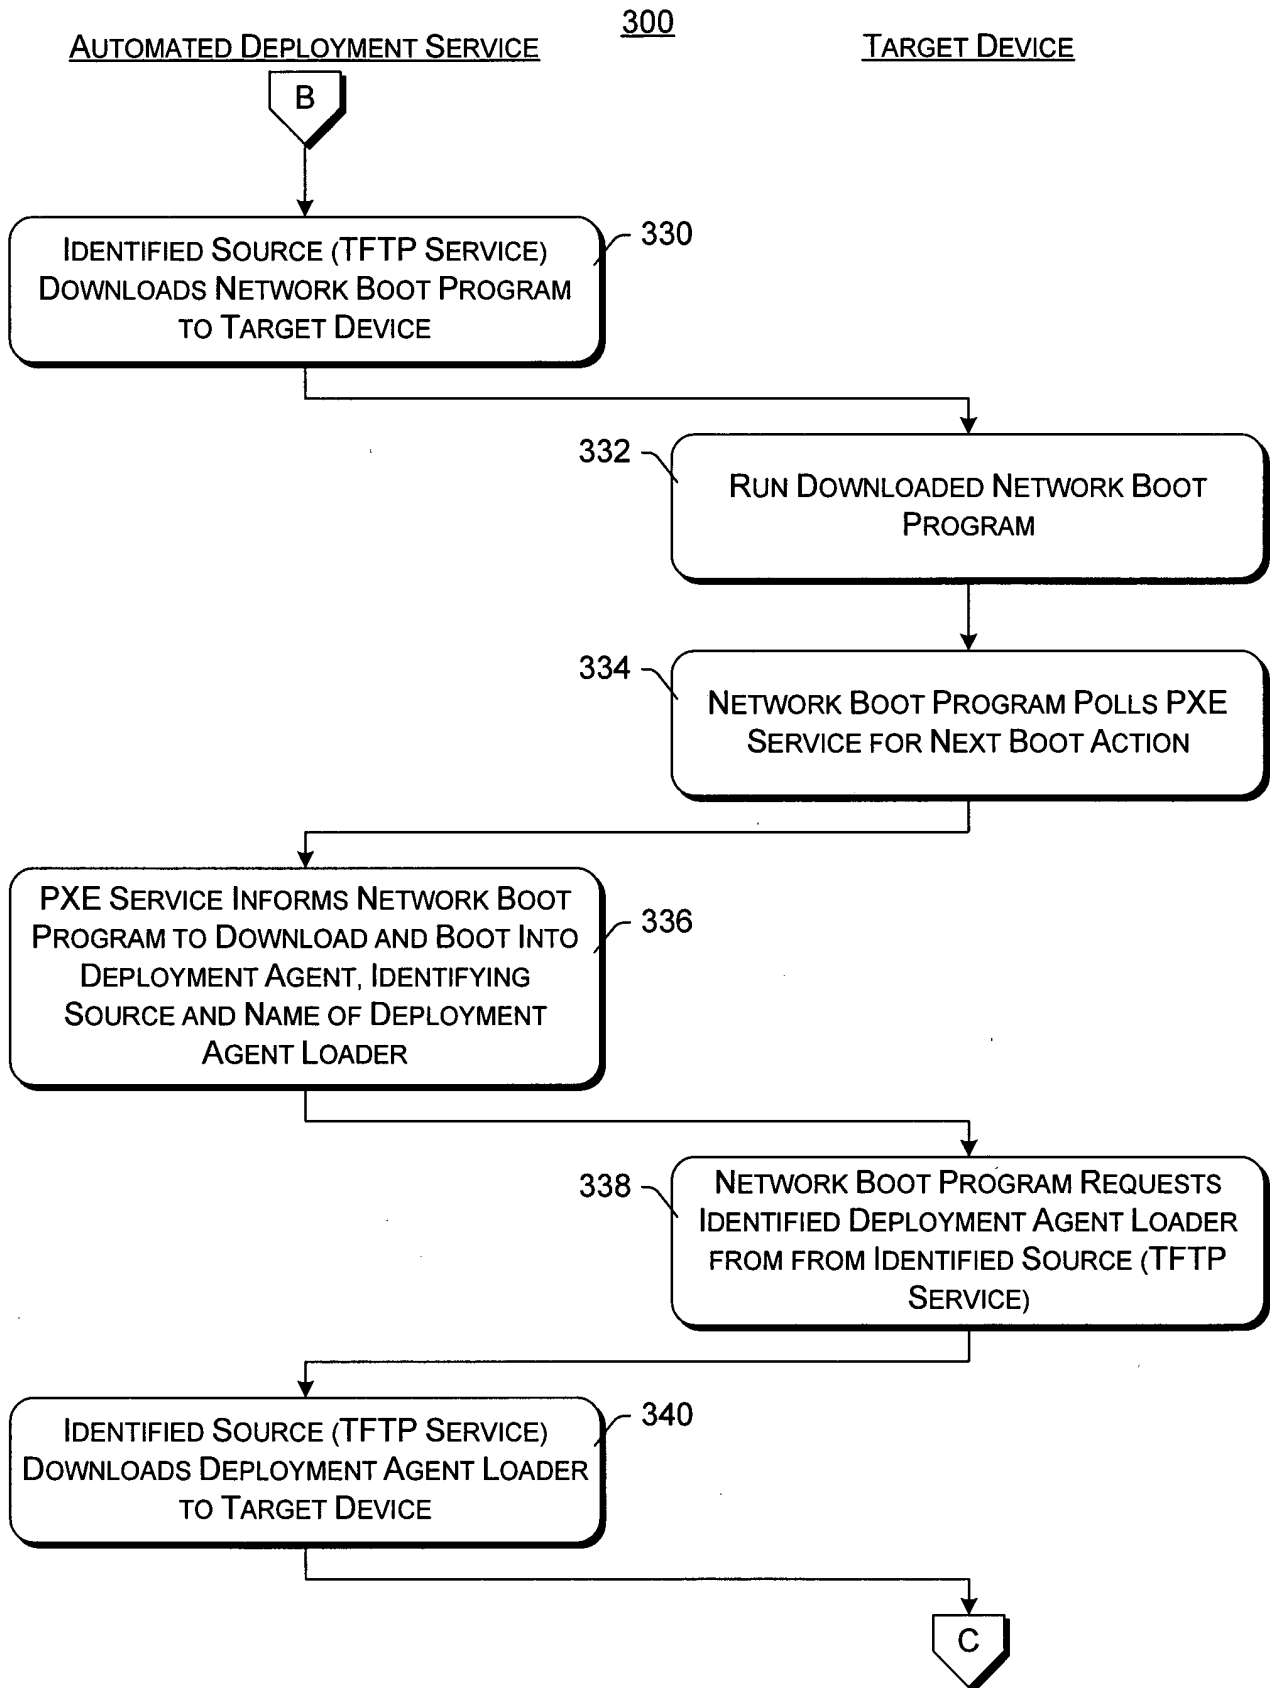 300
AUTOMATED DEPLOYMENT SERVICE
TARGET DEVICE
B
IDENTIFIED SOURCE (TFTP SERVICE)
DOWNLOADS NETWORK BOOT PROGRAM
TO TARGET DEVICE
330
332
RUN DOWNLOADED NETWORK BOOT
PROGRAM
334
NETWORK BOOT PROGRAM POLLS PXE
SERVICE FOR NEXT BOOT ACTION
PXE SERVICE INFORMS NETWORK BOOT
PROGRAM TO DOWNLOAD AND BOOT INTO
DEPLOYMENT AGENT, IDENTIFYING
SOURCE AND NAME OF DEPLOYMENT
AGENT LOADER
336
338
NETWORK BOOT PROGRAM REQUESTS
IDENTIFIED DEPLOYMENT AGENT LOADER
FROM FROM IDENTIFIED SOURCE (TFTP
SERVICE)
IDENTIFIED SOURCE (TFTP SERVICE)
DOWNLOADS DEPLOYMENT AGENT LOADER
TO TARGET DEVICE
340
C